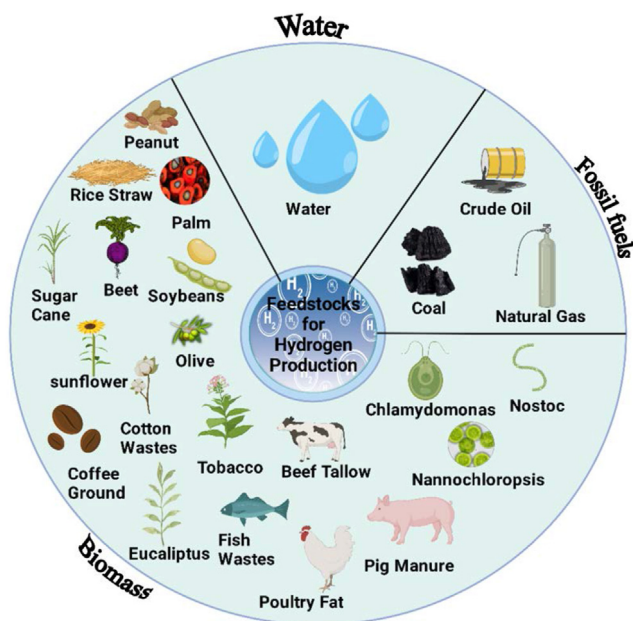 Water
Peanut
Rice Straw
Palm
Water
Crude Oil
Fossil fuels
Sugar
Cane
Beet
Soybeans
Coal
Natural Gas
H2
Feedstocks
for
Hydrogen
Production
sunflower
Olive
Chlamydomonas
Nostoc
Cotton
Wastes
Coffee
Ground
Tobacco
Beef Tallow
Nannochloropsis
Eucaliptus
Fish
Wastes
Pig Manure
Poultry Fat
Biomass